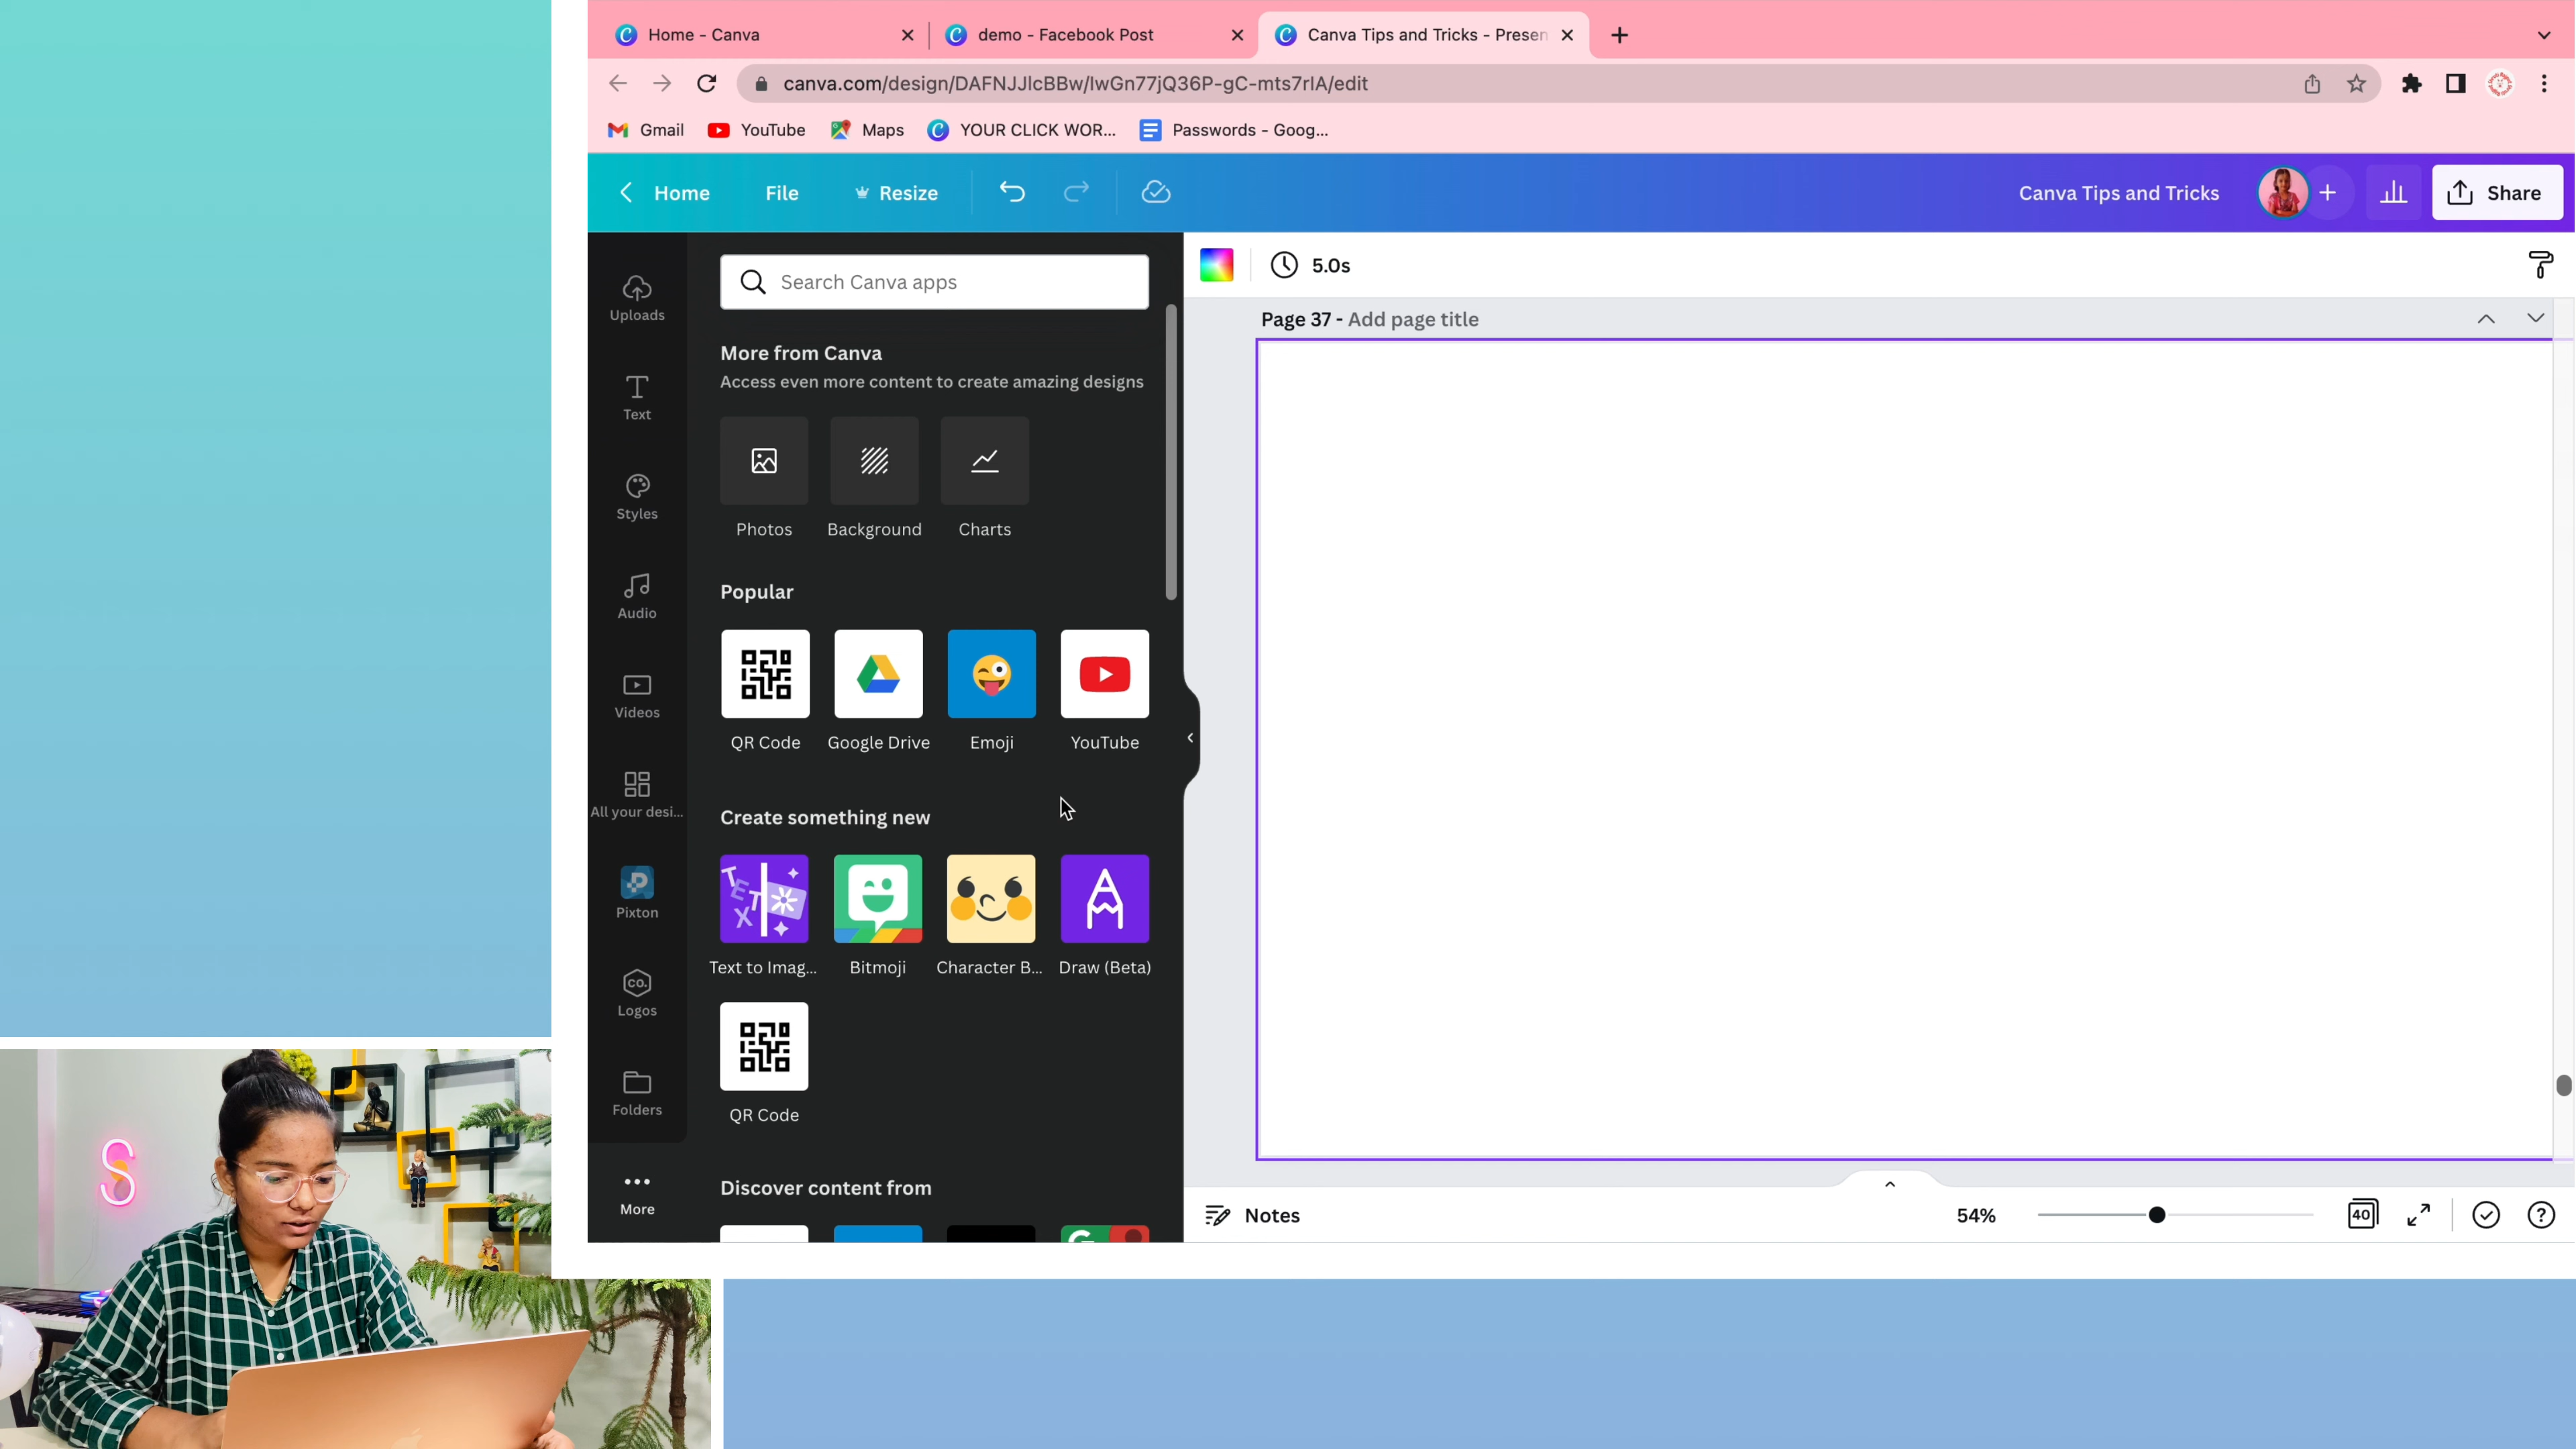 Home - Canva
demo - Facebook Post
Canva Tips and Tricks - Presen
canva.com/design/DAFNJJlcBBw/lwGn77jQ36P-gC-mts7rlA/edit
Gmail
YouTube
Maps
YOUR CLICK WOR...
Passwords - Goog...
Home
File
Resize
Canva Tips and Tricks
Share
Uploads
Text
Styles
Audio
Videos
All your desi...
Pixton
CO.
Logos
Folders
More
Search Canva apps
More from Canva
Access even more content to create amazing designs
Photos
Background
Charts
Popular
QR Code
Google Drive
Emoji
YouTube
Create something new
TEXT
Text to Imag...
Bitmoji
Character B...
Draw (Beta)
QR Code
Discover content from
5.0s
Page 37 - Add page title
Notes
54%
40
S